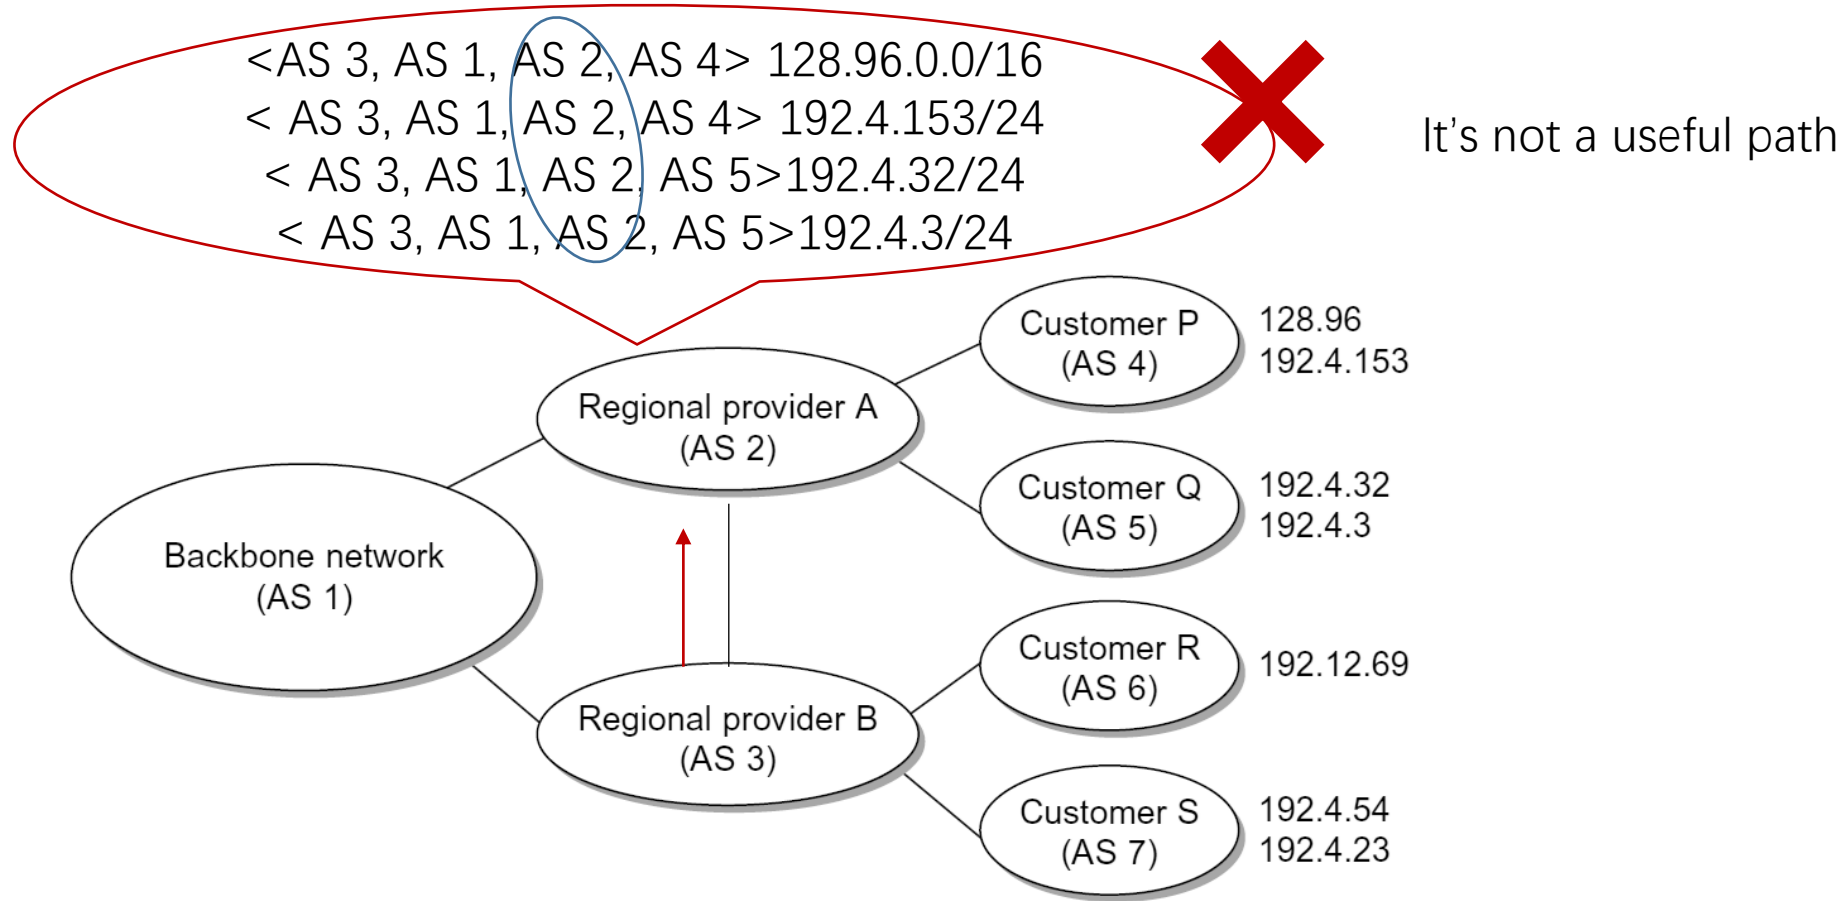 <AS 3, AS 1, AS 2, AS 4> 128.96.0.0/16
< AS 3, AS 1, AS 2, AS 4> 192.4.153/24
< AS 3, AS 1, AS 2, AS 5>192.4.32/24
< AS 3, AS 1, AS 2, AS 5>192.4.3/24
It's not a useful path
Customer P
(AS 4)
128.96
192.4.153
Regional provider A
(AS 2)
Customer Q
(AS 5)
192.4.32
192.4.3
Backbone network
(AS 1)
Customer R
(AS 6)
192.12.69
Regional provider B
(AS 3)
Customer S
(AS 7)
192.4.54
192.4.23